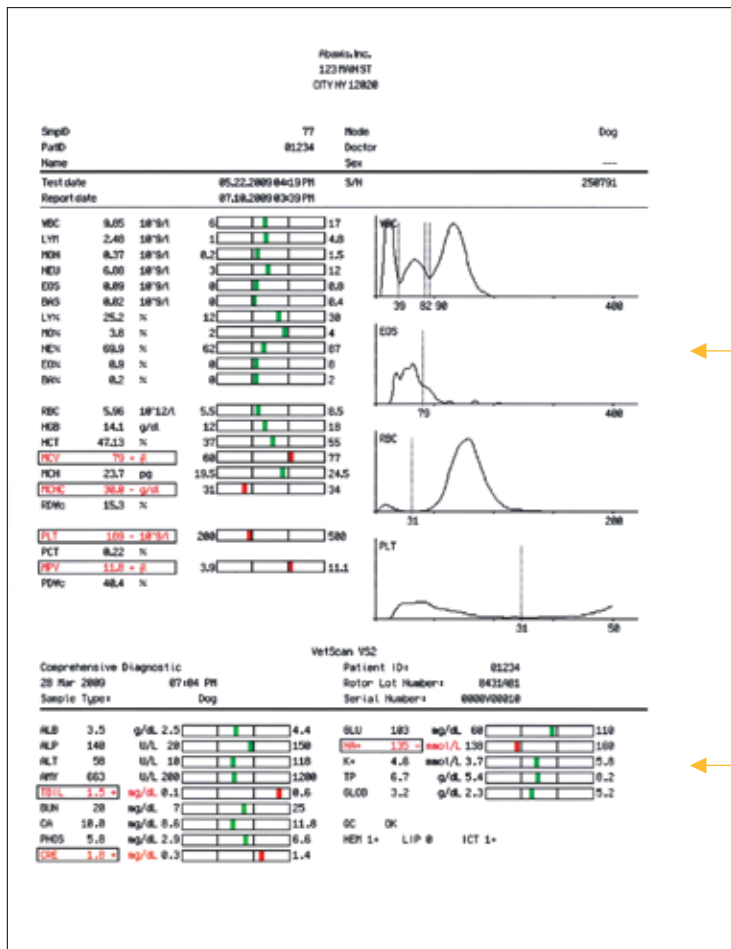 Abaxis, Inc.
123 MAIN ST
CITY NY 12020
SmpID 77 Mode Dog
PatID 01234 Doctor
Name Sex ---
Test date 05.22.2009 04:19 PM S/N 250791
Report date 07.10.2009 03:39 PM
WBC 9.85 10^9/l 6 17 WBC
LYM 2.48 10^9/l 1 4.8
MON 0.37 10^9/l 0.2 1.5
NEU 6.88 10^9/l 3 12
EOS 0.09 10^9/l 0 0.8
BAS 0.02 10^9/l 0 0.4
LY% 25.2 % 12 30
39 82 90 400
MO% 3.8 % 2 4
NE% 69.9 % 62 87 EOS
EO% 0.9 % 0 8
BA% 0.2 % 0 2
79 400
RBC 5.96 10^12/l 5.5 8.5
HGB 14.1 g/dl 12 18
HCT 47.13 % 37 55 RBC
MCV 79 + fl 60 77
MCH 23.7 pg 19.5 24.5
MCHC 30.0 - g/dl 31 34
RDWc 15.3 %
31 200
PLT 189 - 10^9/l 200 500
PCT 0.22 % PLT
MPV 11.8 + fl 3.9 11.1
PDWc 40.4 %
31 50
VetScan VS2
Comprehensive Diagnostic Patient ID: 01234
28 Mar 2009 07:04 PM Rotor Lot Number: 8431AB1
Sample Type: Dog Serial Number: 0000V00010
ALB 3.5 g/dL 2.5 4.4 GLU 103 mg/dL 60 110
ALP 140 U/L 20 150 NA+ 135 - mmol/L 138 160
ALT 58 U/L 10 118 K+ 4.6 mmol/L 3.7 5.8
AMY 663 U/L 200 1200 TP 6.7 g/dL 5.4 8.2
TBIL 1.5 + mg/dL 0.1 0.6 GLOB 3.2 g/dL 2.3 5.2
BUN 20 mg/dL 7 25
CA 10.0 mg/dL 8.6 11.8 QC OK
PHOS 5.8 mg/dL 2.9 6.6 HEM 1+ LIP 0 ICT 1+
CRE 1.8 + mg/dL 0.3 1.4